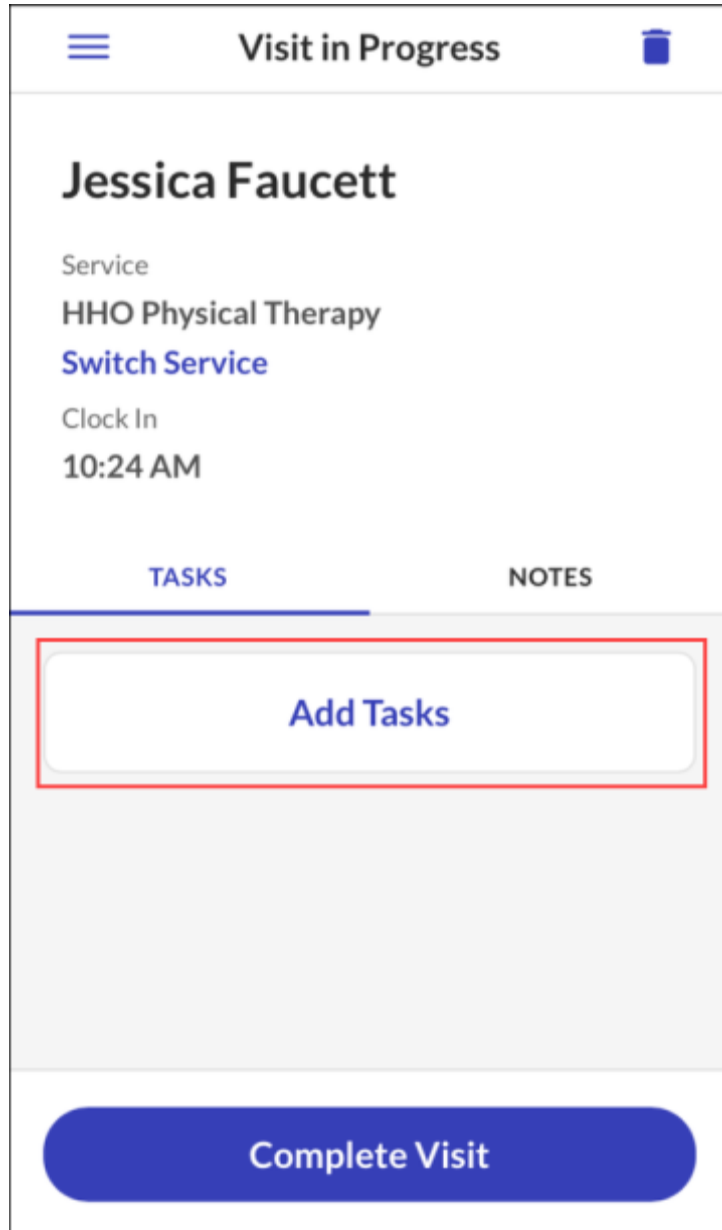 Visit in Progress
Jessica Faucett
Service
HHO Physical Therapy
Switch Service
Clock In
10:24 AM
TASKS NOTES
Add Tasks
Complete Visit